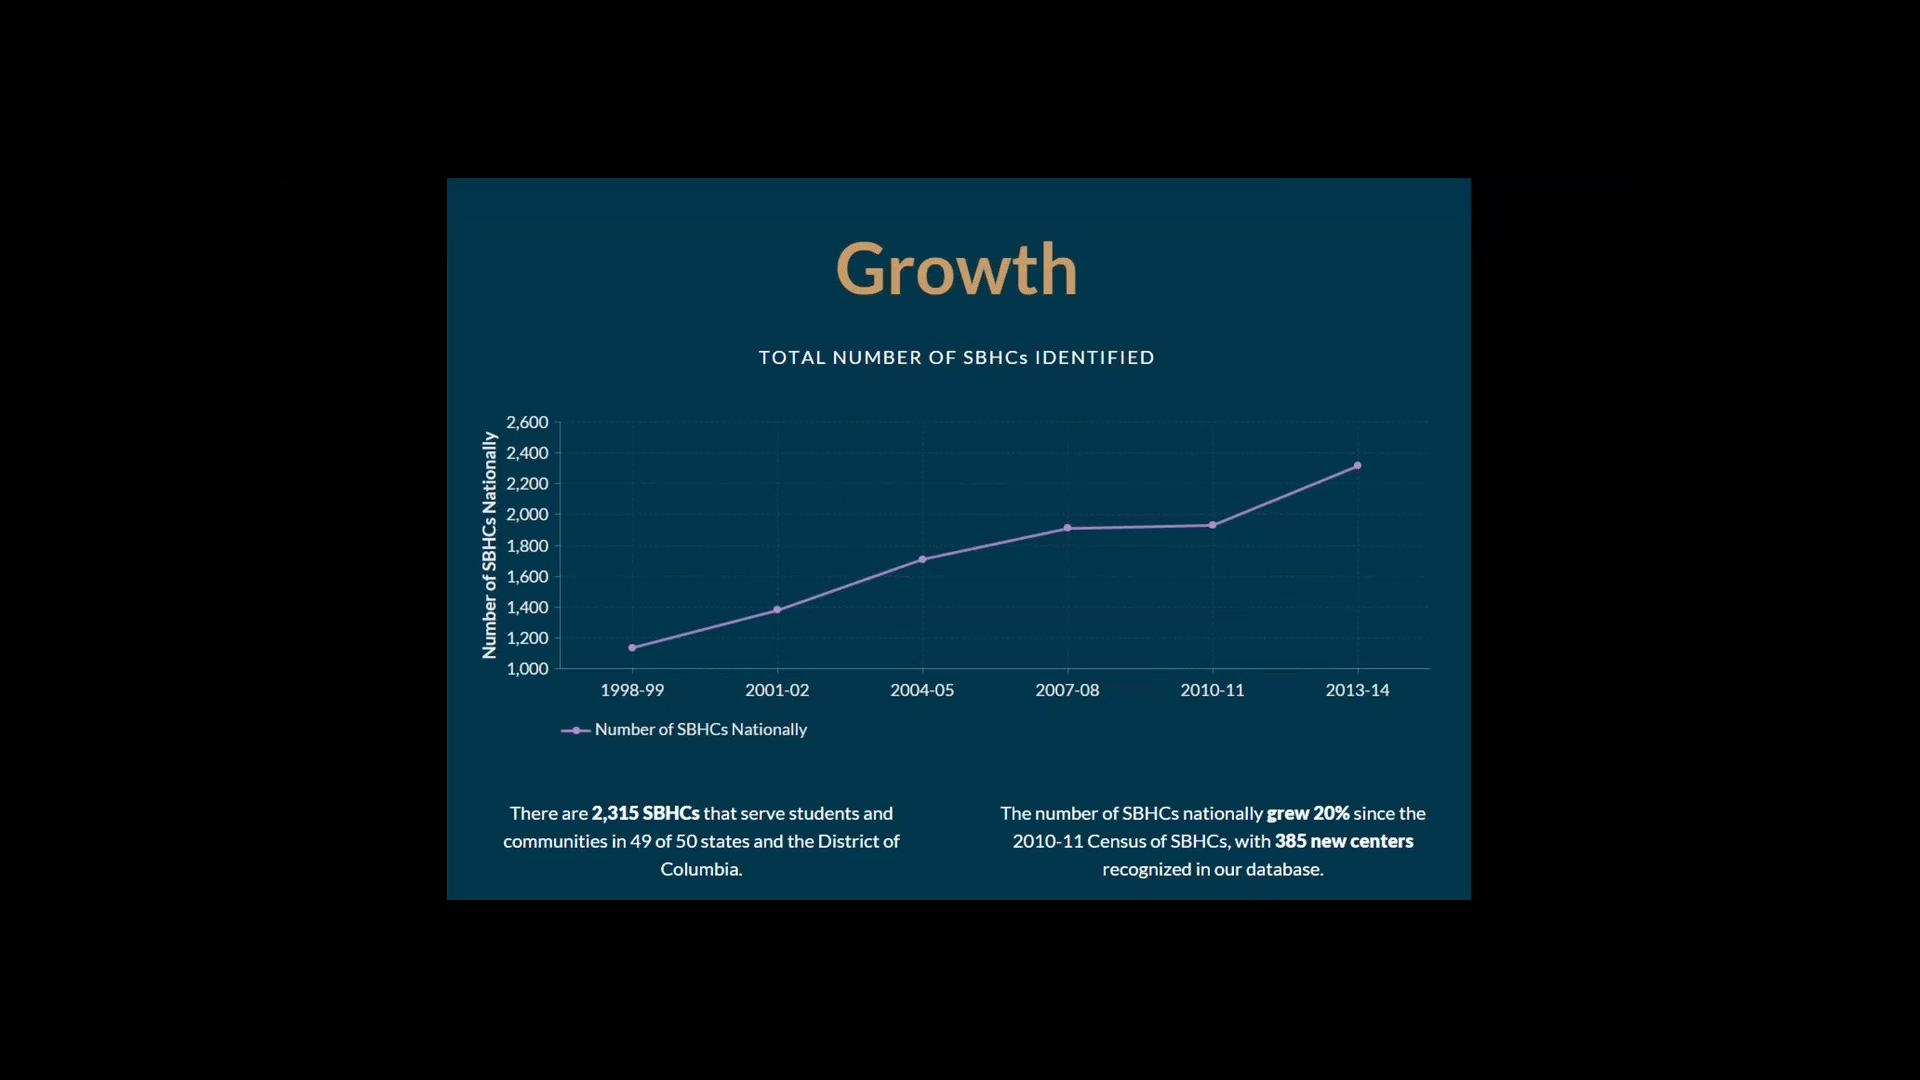 Growth
TOTAL NUMBER OF SBHCs IDENTIFIED
Number of SBHCs Nationally
2,600
2,400
2,200
2,000
1,800
1,600
1,400
1,200
1,000
1998-99 2001-02 2004-05 2007-08 2010-11 2013-14
Number of SBHCs Nationally
There are 2,315 SBHCs that serve students and
communities in 49 of 50 states and the District of
Columbia.
The number of SBHCs nationally grew 20% since the
2010-11 Census of SBHCs, with 385 new centers
recognized in our database.